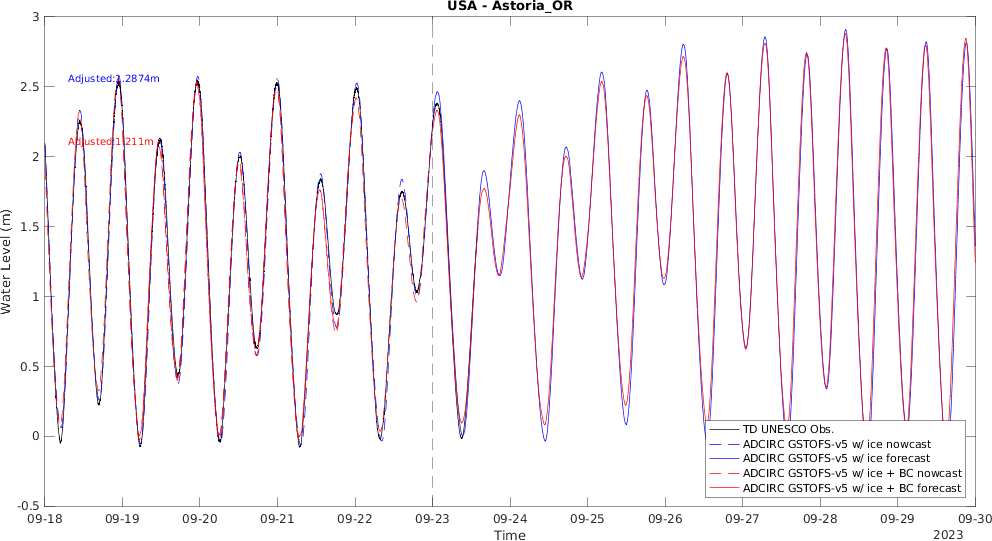 USA - Astoria_OR
3
2.5
2
1.5
1
0.5
0
-0.5
Water Level (m)
Adjusted:1.2874m
Adjusted:1.211m
TD UNESCO Obs.
ADCIRC GSTOFS-v5 w/ ice nowcast
ADCIRC GSTOFS-v5 w/ ice forecast
ADCIRC GSTOFS-v5 w/ ice + BC nowcast
ADCIRC GSTOFS-v5 w/ ice + BC forecast
09-18 09-19 09-20 09-21 09-22 09-23 09-24 09-25 09-26 09-27 09-28 09-29 09-30
Time
2023